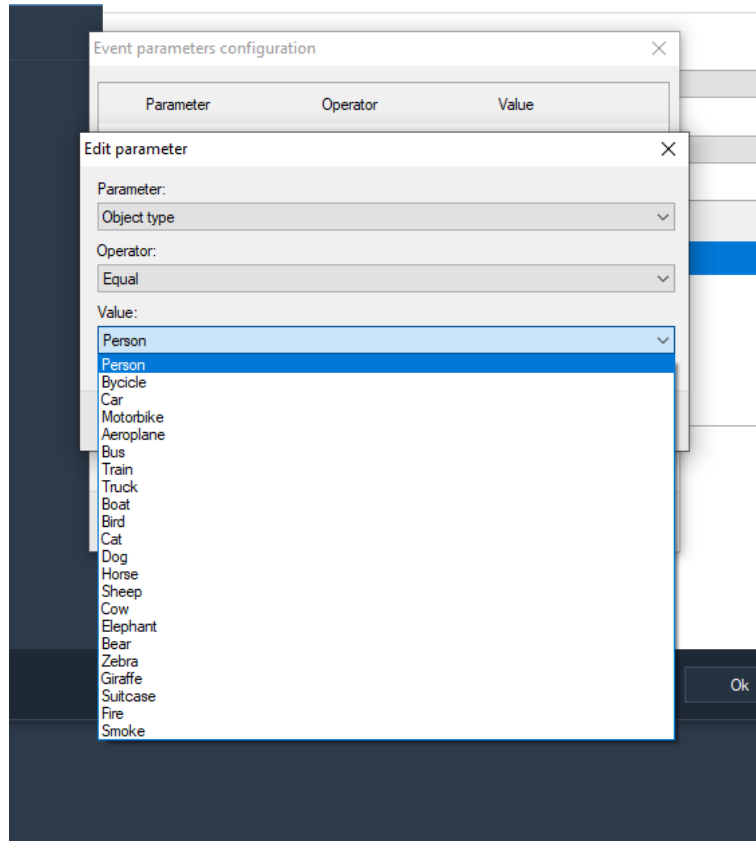 Event parameters configuration
Parameter Operator Value
Edit parameter
Parameter:
Object type
Operator:
Equal
Value:
Person
Person
Bycicle
Car
Motorbike
Aeroplane
Bus
Train
Truck
Boat
Bird
Cat
Dog
Horse
Sheep
Cow
Elephant
Bear
Zebra
Giraffe
Suitcase
Fire
Smoke
Ok